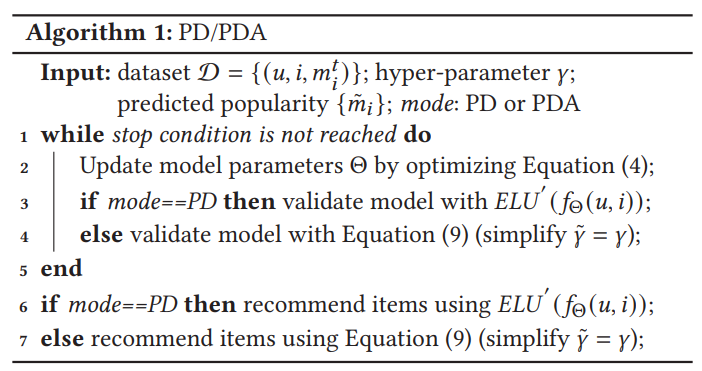 Algorithm 1: PD/PDA
Input: dataset 𝒟 = {(u, i, m_i^t)}; hyper-parameter γ;
predicted popularity {m̃_i}; mode: PD or PDA
1 while stop condition is not reached do
2 Update model parameters Θ by optimizing Equation (4);
3 if mode==PD then validate model with ELU′(f_Θ(u, i));
4 else validate model with Equation (9) (simplify γ̃ = γ);
5 end
6 if mode==PD then recommend items using ELU′(f_Θ(u, i));
7 else recommend items using Equation (9) (simplify γ̃ = γ);